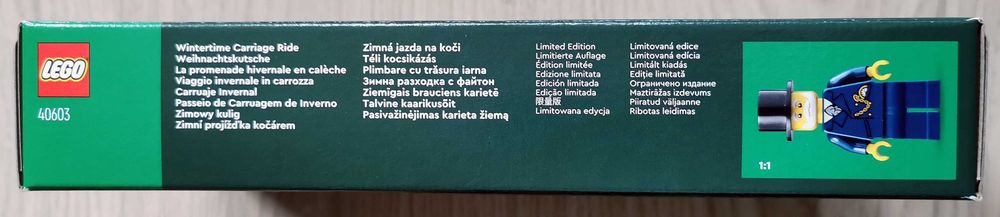 LEGO
40603
Wintertime Carriage Ride
Weihnachtskutsche
La promenade hivernale en calèche
Viaggio invernale in carrozza
Carruaje Invernal
Passeio de Carruagem de Inverno
Zimowy kulig
Zimní projížďka kočárem
Zimná jazda na koči
Téli kocsikázás
Plimbare cu trăsura iarna
Зимна разходка с файтон
Ziemīgais brauciens karietē
Talvine kaarikusõit
Pasivažinėjimas karieta žiemą
Limited Edition
Limitierte Auflage
Édition limitée
Edizione limitata
Edición limitada
Edição limitada
限量版
Limitowana edycja
Limitovaná edice
Limitovaná edícia
Limitált kiadás
Ediție limitată
Ограничено издание
Maztirāžas izdevums
Piiratud väljaanne
Ribotas leidimas
1:1